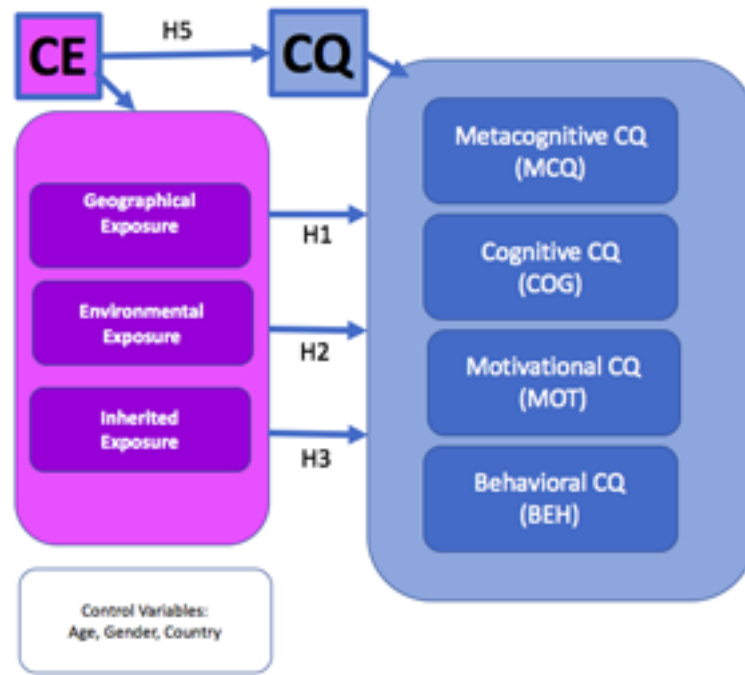 CE
H5
CQ
Geographical
Exposure
H1
Environmental
Exposure
H2
Inherited
Exposure
H3
Metacognitive CQ
(MCQ)
Cognitive CQ
(COG)
Motivational CQ
(MOT)
Behavioral CQ
(BEH)
Control Variables:
Age, Gender, Country